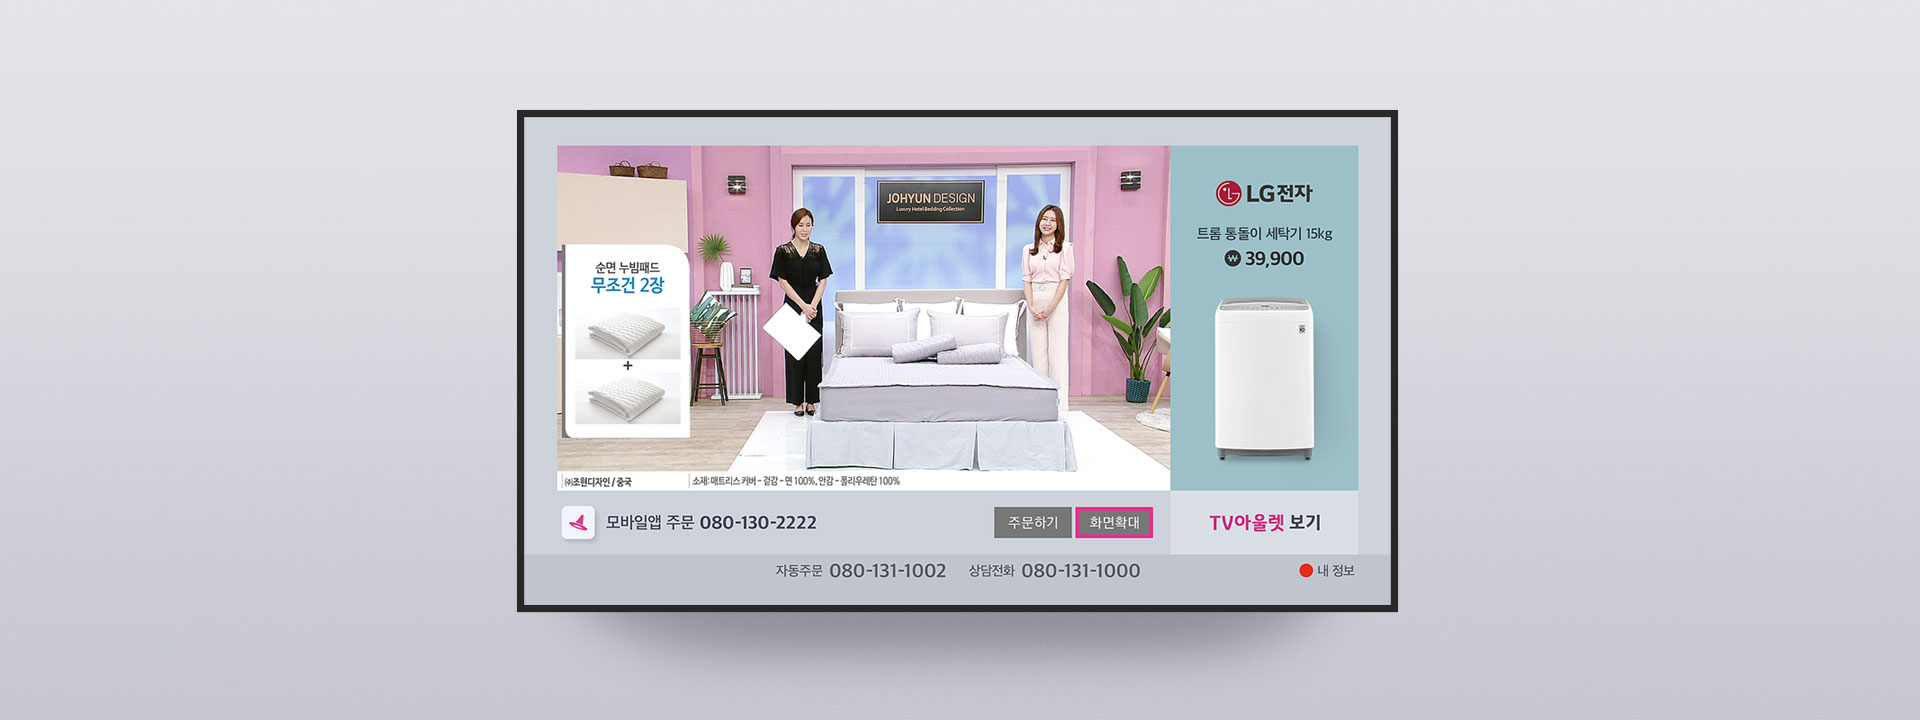 JOHYUN DESIGN
Luxury Hotel Bedding Collection
순면 누빔패드
무조건 2장
+
㈜조현디자인 / 중국
소재: 매트리스 커버 - 겉감 - 면 100%, 안감 - 폴리우레탄 100%
LG전자
트롬 통돌이 세탁기 15kg
₩ 39,900
모바일앱 주문 080-130-2222
주문하기
화면확대
TV아울렛 보기
자동주문 080-131-1002
상담전화 080-131-1000
내 정보